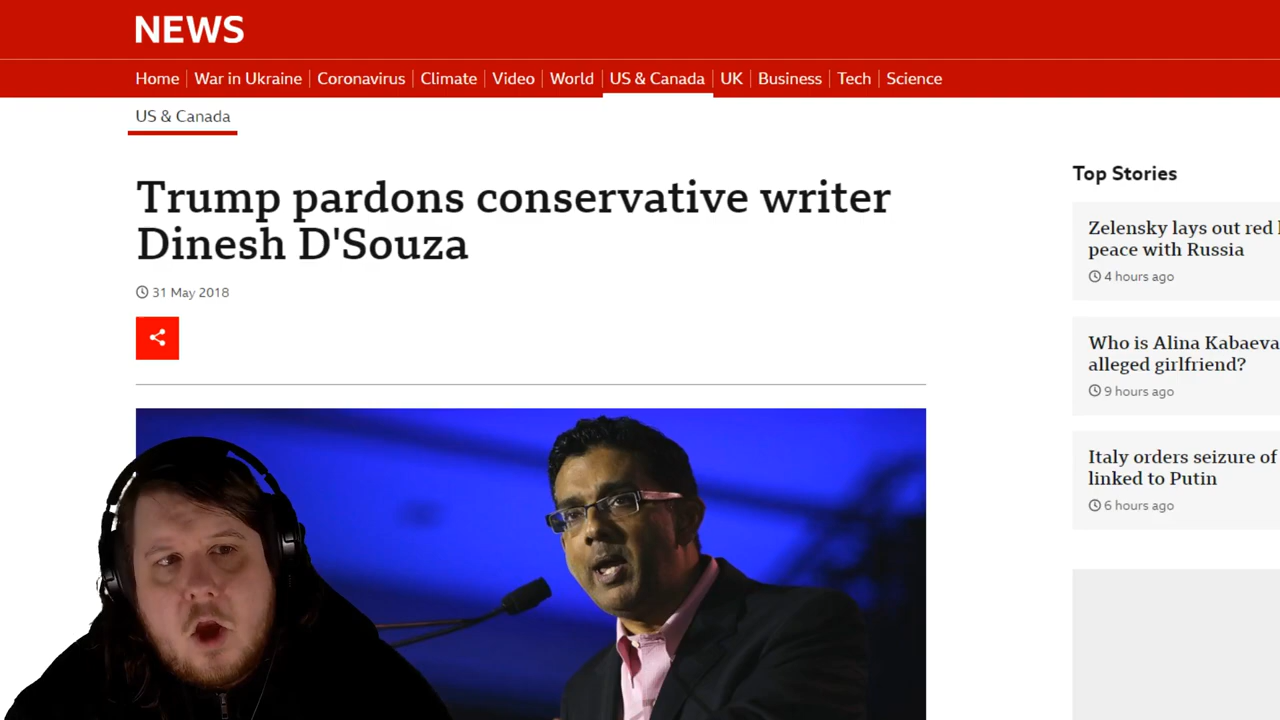 NEWS
Home War in Ukraine Coronavirus Climate Video World US & Canada UK Business Tech Science
US & Canada
Trump pardons conservative writer
Dinesh D'Souza
31 May 2018
Top Stories
Zelensky lays out red
peace with Russia
4 hours ago
Who is Alina Kabaeva
alleged girlfriend?
9 hours ago
Italy orders seizure of
linked to Putin
6 hours ago